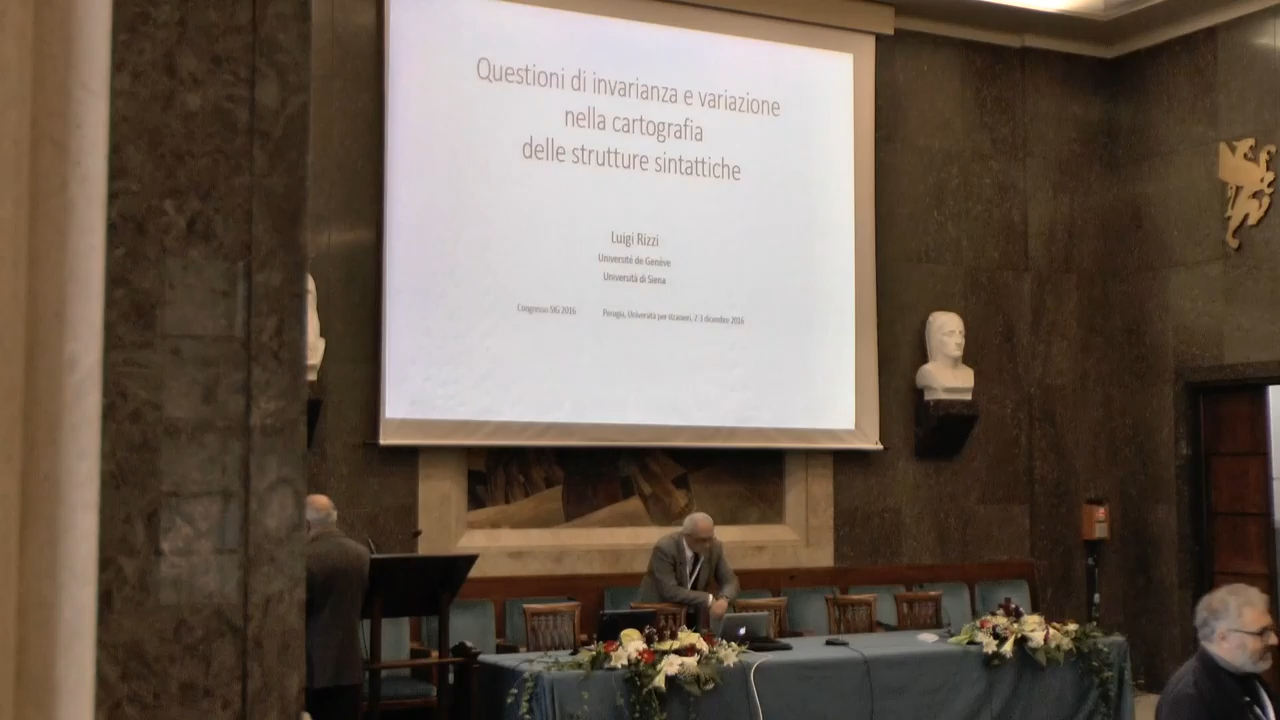 Questioni di invarianza e variazione
nella cartografia
delle strutture sintattiche
Luigi Rizzi
Université de Genève
Università di Siena
Congresso SIG 2016 Perugia, Università per stranieri, 1-3 dicembre 2016